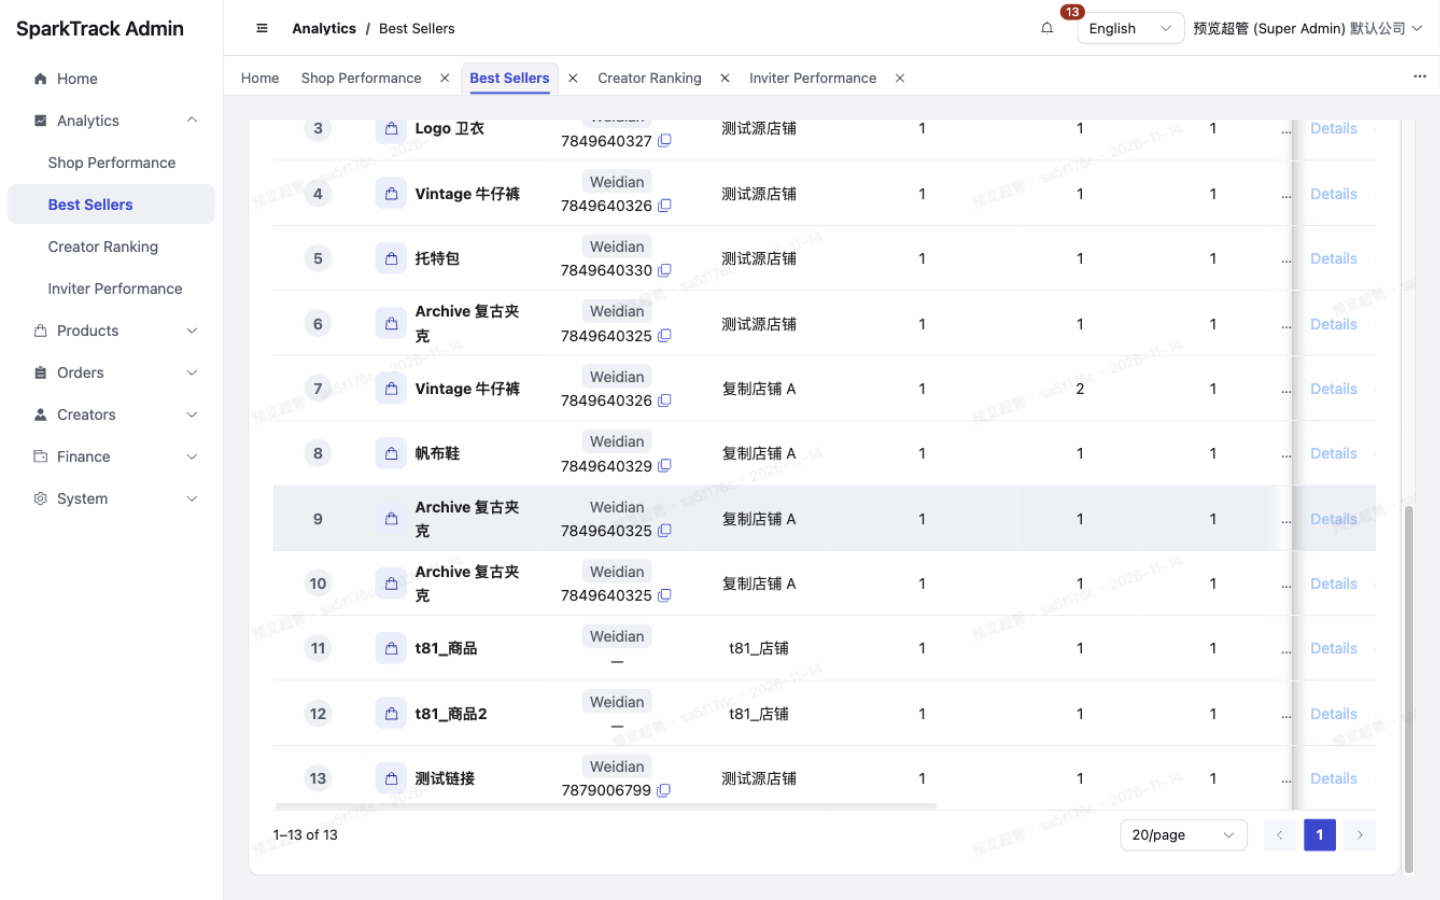 SparkTrack Admin
Analytics / Best Sellers
13
English
预览超管 (Super Admin) 默认公司
Home
Shop Performance
Best Sellers
Creator Ranking
Inviter Performance
Home
Analytics
Shop Performance
Best Sellers
Creator Ranking
Inviter Performance
Products
Orders
Creators
Finance
System
3 Logo 卫衣 Weidian 7849640327 测试源店铺 1 1 1 ... Details
4 Vintage 牛仔裤 Weidian 7849640326 测试源店铺 1 1 1 ... Details
5 托特包 Weidian 7849640330 测试源店铺 1 1 1 ... Details
6 Archive 复古夹克 Weidian 7849640325 测试源店铺 1 1 1 ... Details
7 Vintage 牛仔裤 Weidian 7849640326 复制店铺 A 1 2 1 ... Details
8 帆布鞋 Weidian 7849640329 复制店铺 A 1 1 1 ... Details
9 Archive 复古夹克 Weidian 7849640325 复制店铺 A 1 1 1 ... Details
10 Archive 复古夹克 Weidian 7849640325 复制店铺 A 1 1 1 ... Details
11 t81_商品 Weidian — t81_店铺 1 1 1 ... Details
12 t81_商品2 Weidian — t81_店铺 1 1 1 ... Details
13 测试链接 Weidian 7879006799 测试源店铺 1 1 1 ... Details
1–13 of 13
20/page
1
预览超管 · sa5f176c · 2026-11-14